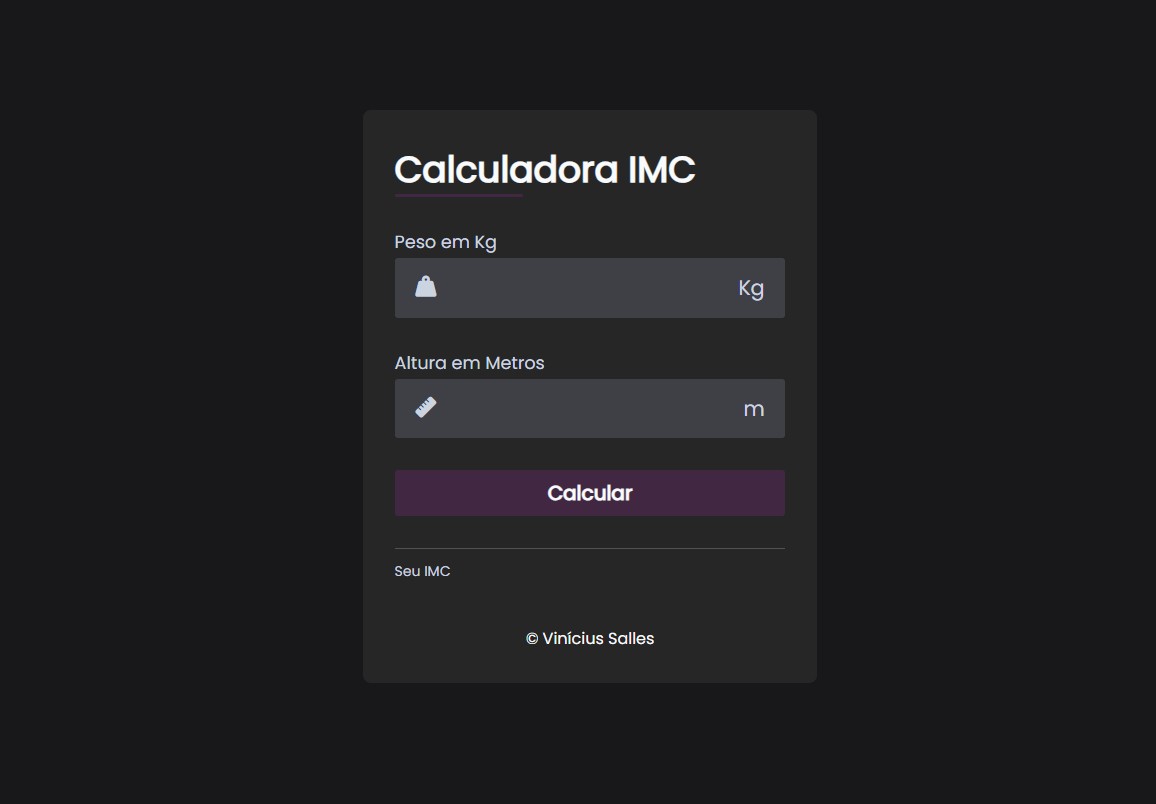 Calculadora IMC
Peso em Kg
Kg
Altura em Metros
m
Calcular
Seu IMC
© Vinícius Salles